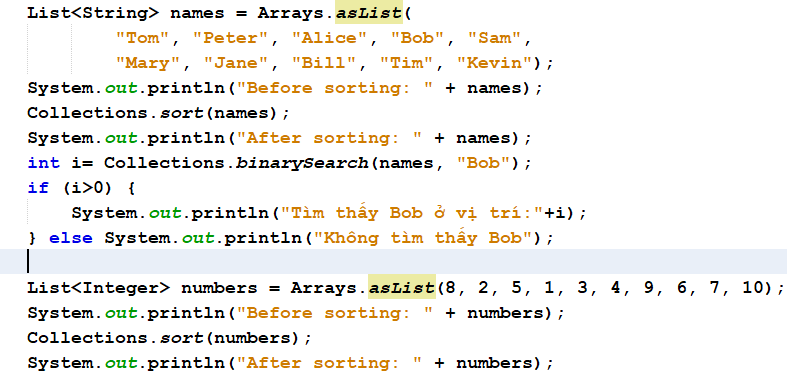 List<String> names = Arrays.asList(
"Tom", "Peter", "Alice", "Bob", "Sam",
"Mary", "Jane", "Bill", "Tim", "Kevin");
System.out.println("Before sorting: " + names);
Collections.sort(names);
System.out.println("After sorting: " + names);
int i= Collections.binarySearch(names, "Bob");
if (i>0) {
System.out.println("Tìm thấy Bob ở vị trí:"+i);
} else System.out.println("Không tìm thấy Bob");
List<Integer> numbers = Arrays.asList(8, 2, 5, 1, 3, 4, 9, 6, 7, 10);
System.out.println("Before sorting: " + numbers);
Collections.sort(numbers);
System.out.println("After sorting: " + numbers);